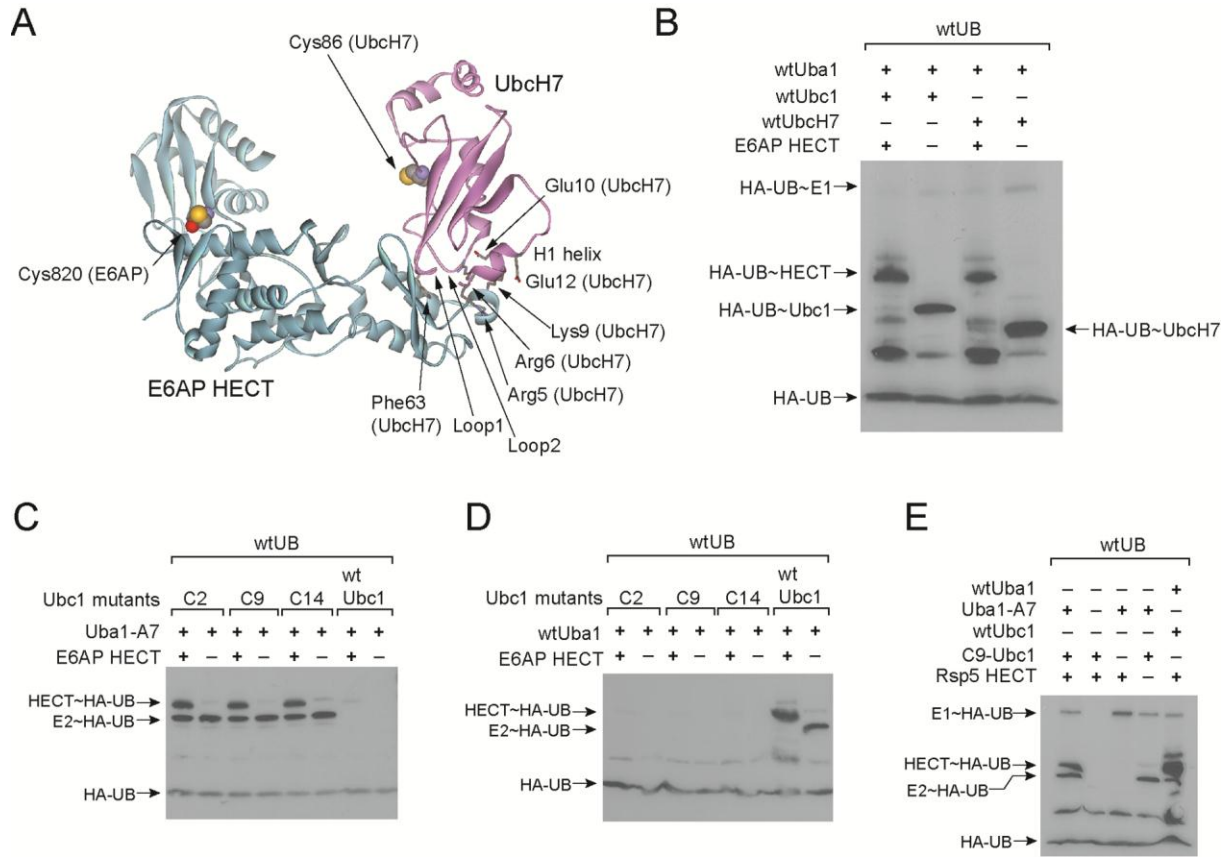 A
Cys86 (UbcH7)
UbcH7
Glu10 (UbcH7)
H1 helix
Glu12 (UbcH7)
Cys820 (E6AP)
Lys9 (UbcH7)
Arg6 (UbcH7)
E6AP HECT
Arg5 (UbcH7)
Phe63
(UbcH7)
Loop1
Loop2
B
wtUB
wtUba1 + + + +
wtUbc1 + + – –
wtUbcH7 – – + +
E6AP HECT + – + –
HA-UB~E1
HA-UB~HECT
HA-UB~Ubc1
HA-UB~UbcH7
HA-UB
C
wtUB
wt
Ubc1 mutants C2 C9 C14 Ubc1
Uba1-A7 + + + + + + + +
E6AP HECT + – + – + – + –
HECT~HA-UB
E2~HA-UB
HA-UB
D
wtUB
wt
Ubc1 mutants C2 C9 C14 Ubc1
wtUba1 + + + + + + + +
E6AP HECT + – + – + – + –
HECT~HA-UB
E2~HA-UB
HA-UB
E
wtUB
wtUba1 – – – – +
Uba1-A7 + – + + –
wtUbc1 – – – – +
C9-Ubc1 + + – + –
Rsp5 HECT + + + – +
E1~HA-UB
HECT~HA-UB
E2~HA-UB
HA-UB